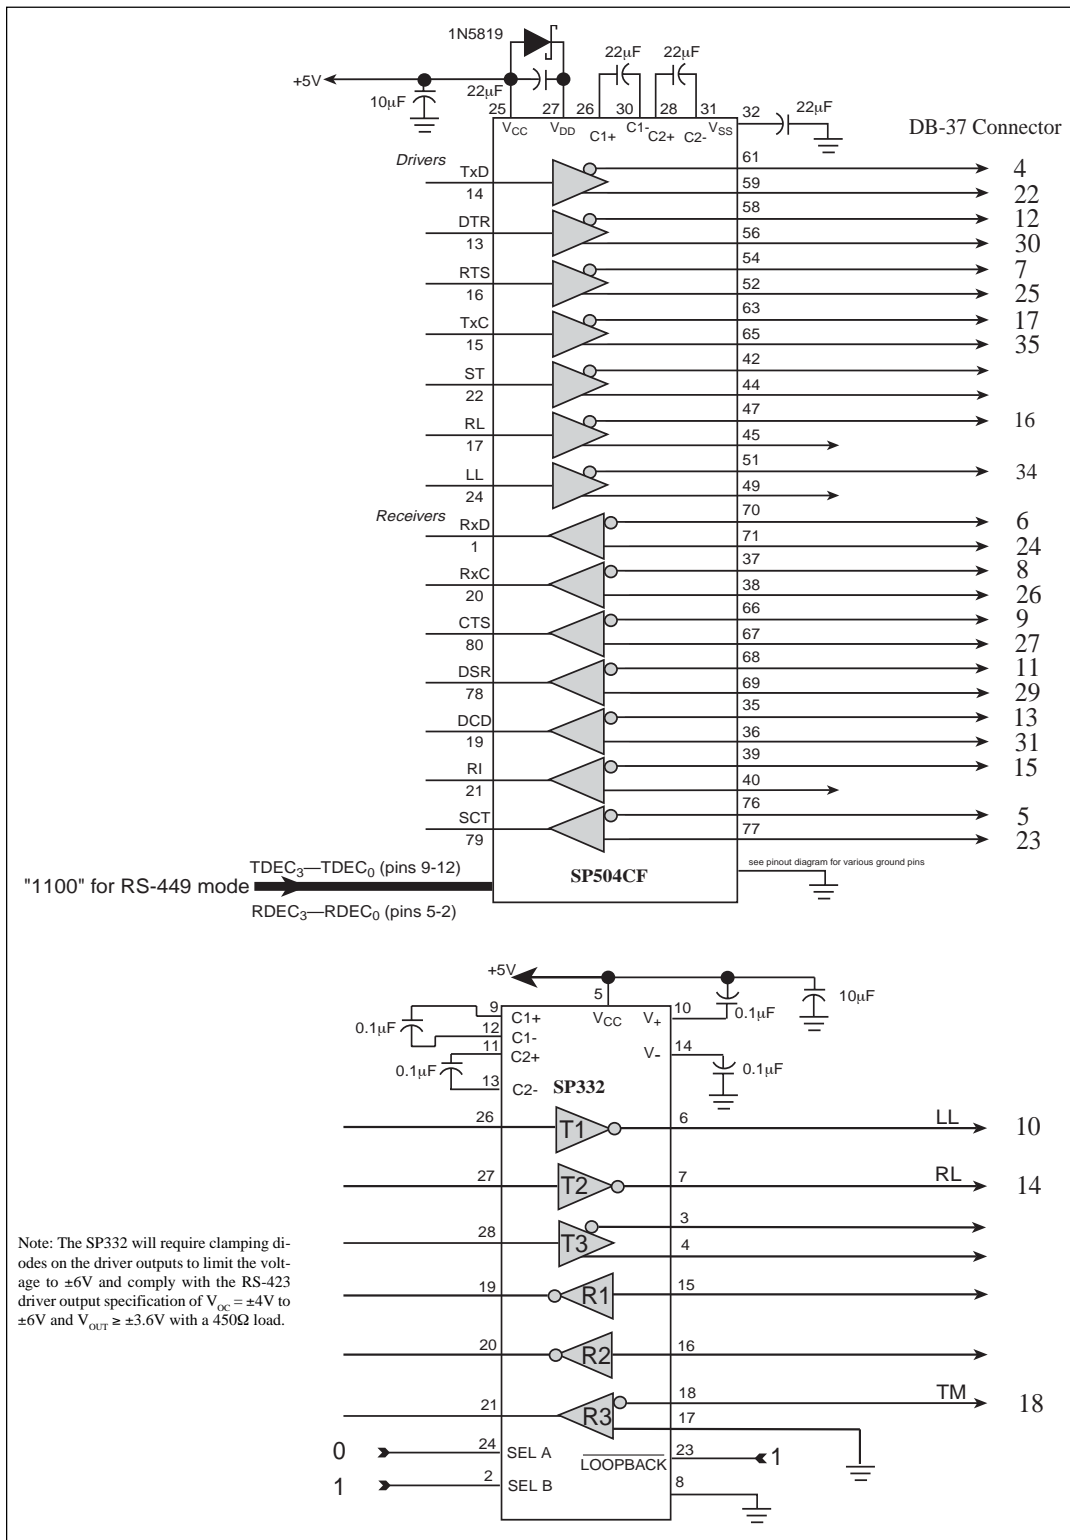 1N5819
22µF
22µF
+5V
22µF
10µF
22µF
25
27
26
30
28
31
32
VCC
VDD
C1+
C1-
C2+
C2-
VSS
DB-37 Connector
Drivers
TxD
14
61
4
59
22
DTR
13
58
12
56
30
RTS
16
54
7
52
25
TxC
15
63
17
65
35
ST
22
42
44
RL
17
47
16
45
LL
24
51
34
49
Receivers
RxD
1
70
6
71
24
RxC
20
37
8
38
26
CTS
80
66
9
67
27
DSR
78
68
11
69
29
DCD
19
35
13
36
31
RI
21
39
15
40
SCT
79
76
5
77
23
see pinout diagram for various ground pins
SP504CF
"1100" for RS-449 mode
TDEC3—TDEC0 (pins 9-12)
RDEC3—RDEC0 (pins 5-2)
+5V
5
9
C1+
VCC
V+
10
0.1µF
10µF
0.1µF
12
C1-
11
C2+
V-
14
0.1µF
0.1µF
13
C2-
SP332
26
T1
6
LL
10
27
T2
7
RL
14
28
T3
3
4
Note: The SP332 will require clamping di-
odes on the driver outputs to limit the volt-
age to ±6V and comply with the RS-423
driver output specification of VOC = ±4V to
±6V and VOUT ≥ ±3.6V with a 450Ω load.
19
R1
15
20
R2
16
21
R3
18
TM
18
17
0
24
SEL A
LOOPBACK
23
1
1
2
SEL B
8